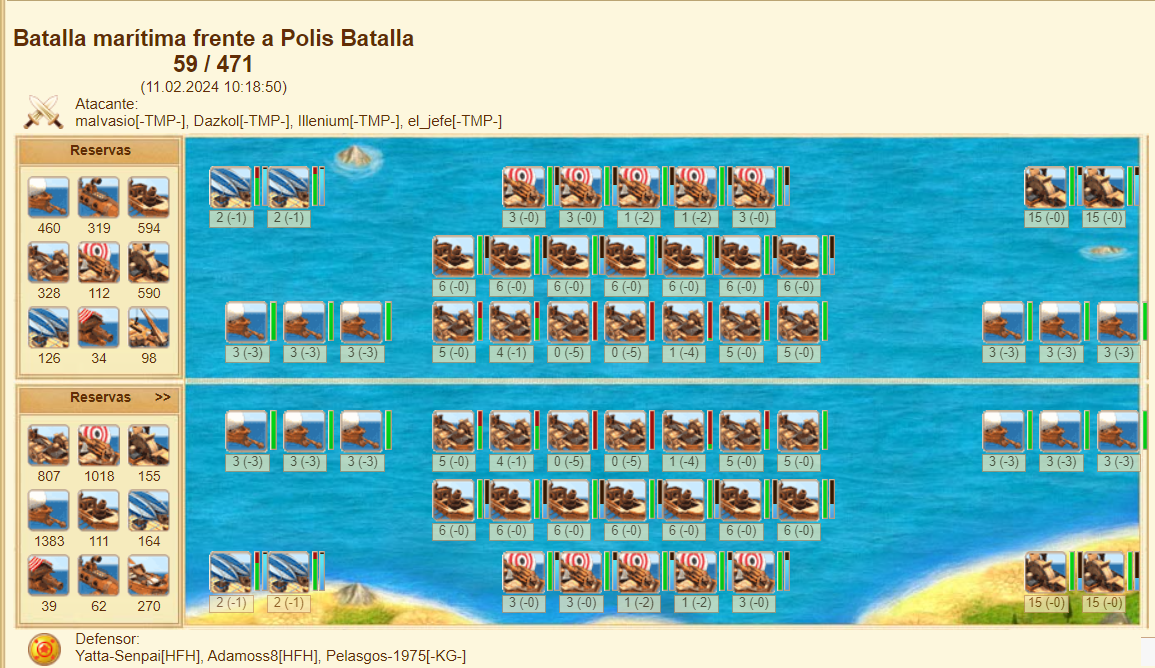 Batalla marítima frente a Polis Batalla
59 / 471
(11.02.2024 10:18:50)
Atacante:
malvasio[-TMP-], Dazkol[-TMP-], Illenium[-TMP-], el_jefe[-TMP-]
Reservas
460 319 594
328 112 590
126 34 98
2 (-1) 2 (-1) 3 (-0) 3 (-0) 1 (-2) 1 (-2) 3 (-0) 15 (-0) 15 (-0)
6 (-0) 6 (-0) 6 (-0) 6 (-0) 6 (-0) 6 (-0) 6 (-0)
3 (-3) 3 (-3) 3 (-3) 5 (-0) 4 (-1) 0 (-5) 0 (-5) 1 (-4) 5 (-0) 5 (-0) 3 (-3) 3 (-3) 3 (-3)
Reservas >>
807 1018 155
1383 111 164
39 62 270
3 (-3) 3 (-3) 3 (-3) 5 (-0) 4 (-1) 0 (-5) 0 (-5) 1 (-4) 5 (-0) 5 (-0) 3 (-3) 3 (-3) 3 (-3)
6 (-0) 6 (-0) 6 (-0) 6 (-0) 6 (-0) 6 (-0) 6 (-0)
2 (-1) 2 (-1) 3 (-0) 3 (-0) 1 (-2) 1 (-2) 3 (-0) 15 (-0) 15 (-0)
Defensor:
Yatta-Senpai[HFH], Adamoss8[HFH], Pelasgos-1975[-KG-]